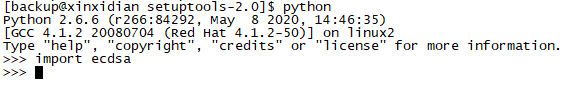 [backup@xinxidian setuptools-2.0]$ python
Python 2.6.6 (r266:84292, May  8 2020, 14:46:35)
[GCC 4.1.2 20080704 (Red Hat 4.1.2-50)] on linux2
Type "help", "copyright", "credits" or "license" for more information.
>>> import ecdsa
>>>